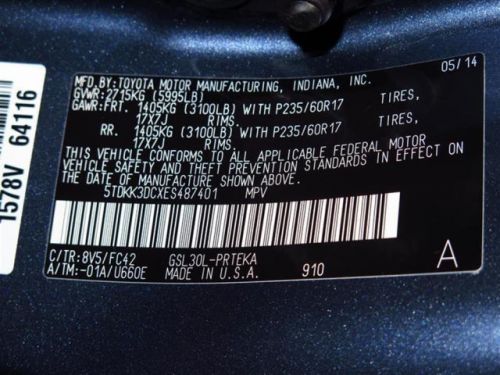 MFD. BY: TOYOTA MOTOR MANUFACTURING, INDIANA, INC. 05/14
GVWR: 2715KG (5995LB)
GAWR: FRT. 1405KG (3100LB) WITH P235/60R17 TIRES,
17X7J RIMS.
RR. 1405KG (3100LB) WITH P235/60R17 TIRES,
17X7J RIMS.
THIS VEHICLE CONFORMS TO ALL APPLICABLE FEDERAL MOTOR
VEHICLE SAFETY AND THEFT PREVENTION STANDARDS IN EFFECT
ON THE DATE OF MANUFACTURE SHOWN ABOVE.
5TDKK3DCXES487401 MPV
C/TR: 8V5/FC42 GSL30L-PRTEKA A
A/TM: -01A/U660E MADE IN U.S.A. 910
1578V 64116